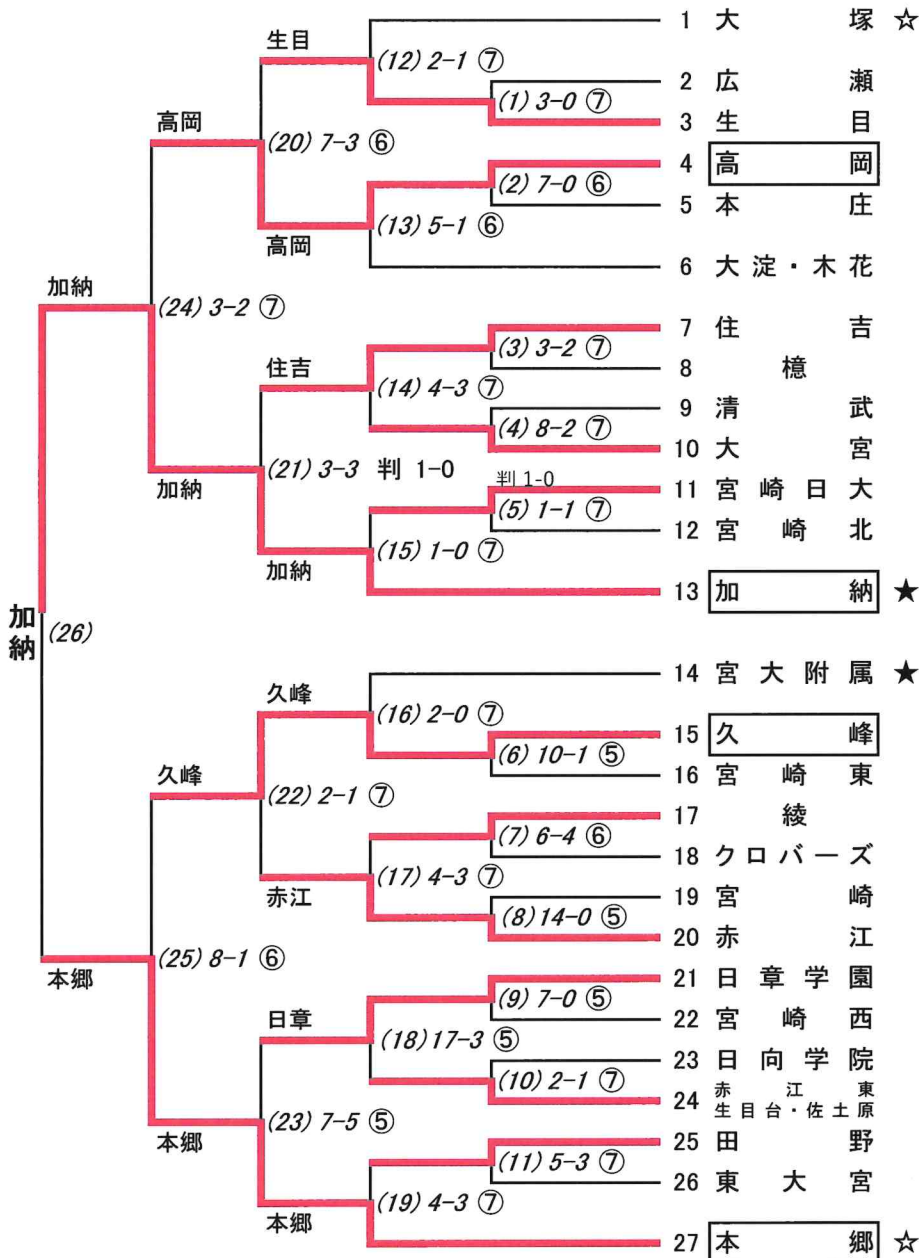 1 大塚 ☆
生目
(12) 2-1 ⑦
2 広瀬
(1) 3-0 ⑦
3 生目
高岡
(20) 7-3 ⑥
4 高岡
(2) 7-0 ⑥
5 本庄
(13) 5-1 ⑥
高岡
6 大淀・木花
加納
(24) 3-2 ⑦
7 住吉
(3) 3-2 ⑦
住吉
8 檍
(14) 4-3 ⑦
9 清武
(4) 8-2 ⑦
10 大宮
(21) 3-3 判 1-0
加納
判 1-0
11 宮崎日大
(5) 1-1 ⑦
12 宮崎北
(15) 1-0 ⑦
加納
13 加納 ★
加納
(26)
14 宮大附属 ★
久峰
(16) 2-0 ⑦
15 久峰
(6) 10-1 ⑤
16 宮崎東
久峰
(22) 2-1 ⑦
17 綾
(7) 6-4 ⑥
18 クロバーズ
(17) 4-3 ⑦
赤江
19 宮崎
(8) 14-0 ⑤
20 赤江
本郷
(25) 8-1 ⑥
21 日章学園
(9) 7-0 ⑤
22 宮崎西
日章
(18) 17-3 ⑤
23 日向学院
(10) 2-1 ⑦
24 赤江東
生目台・佐土原
(23) 7-5 ⑤
本郷
25 田野
(11) 5-3 ⑦
26 東大宮
(19) 4-3 ⑦
本郷
27 本郷 ☆